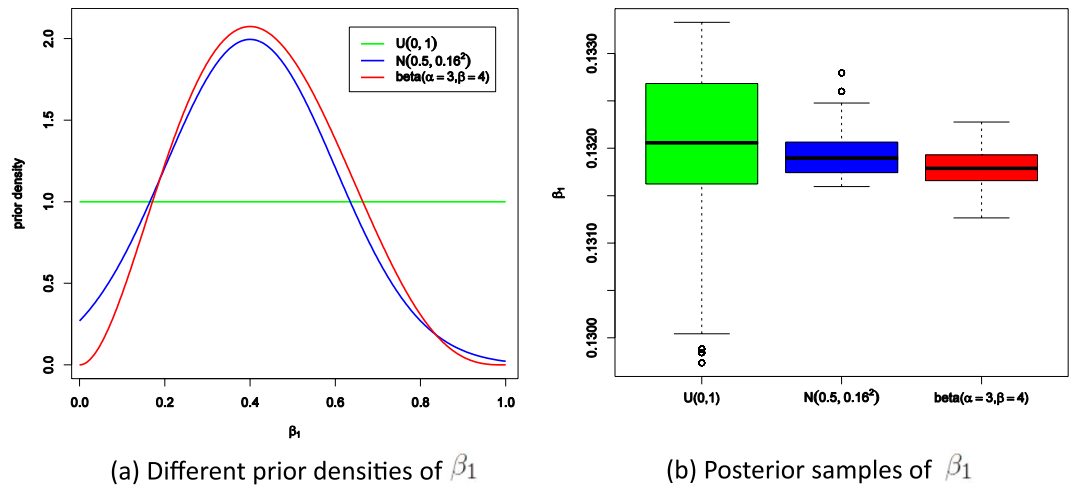 U(0, 1)
N(0.5, 0.16²)
beta(α = 3,β = 4)
prior density
2.0
1.5
1.0
0.5
0.0
0.0 0.2 0.4 0.6 0.8 1.0
β₁
(a) Different prior densities of β₁
β₁
0.1330
0.1320
0.1310
0.1300
U(0,1) N(0.5, 0.16²) beta(α = 3,β = 4)
(b) Posterior samples of β₁